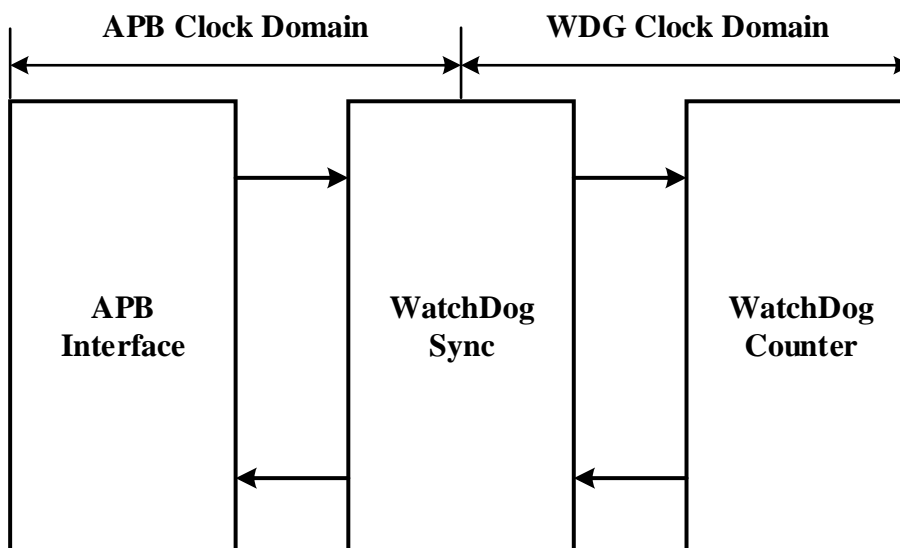 APB Clock Domain
WDG Clock Domain
APB
Interface
WatchDog
Sync
WatchDog
Counter